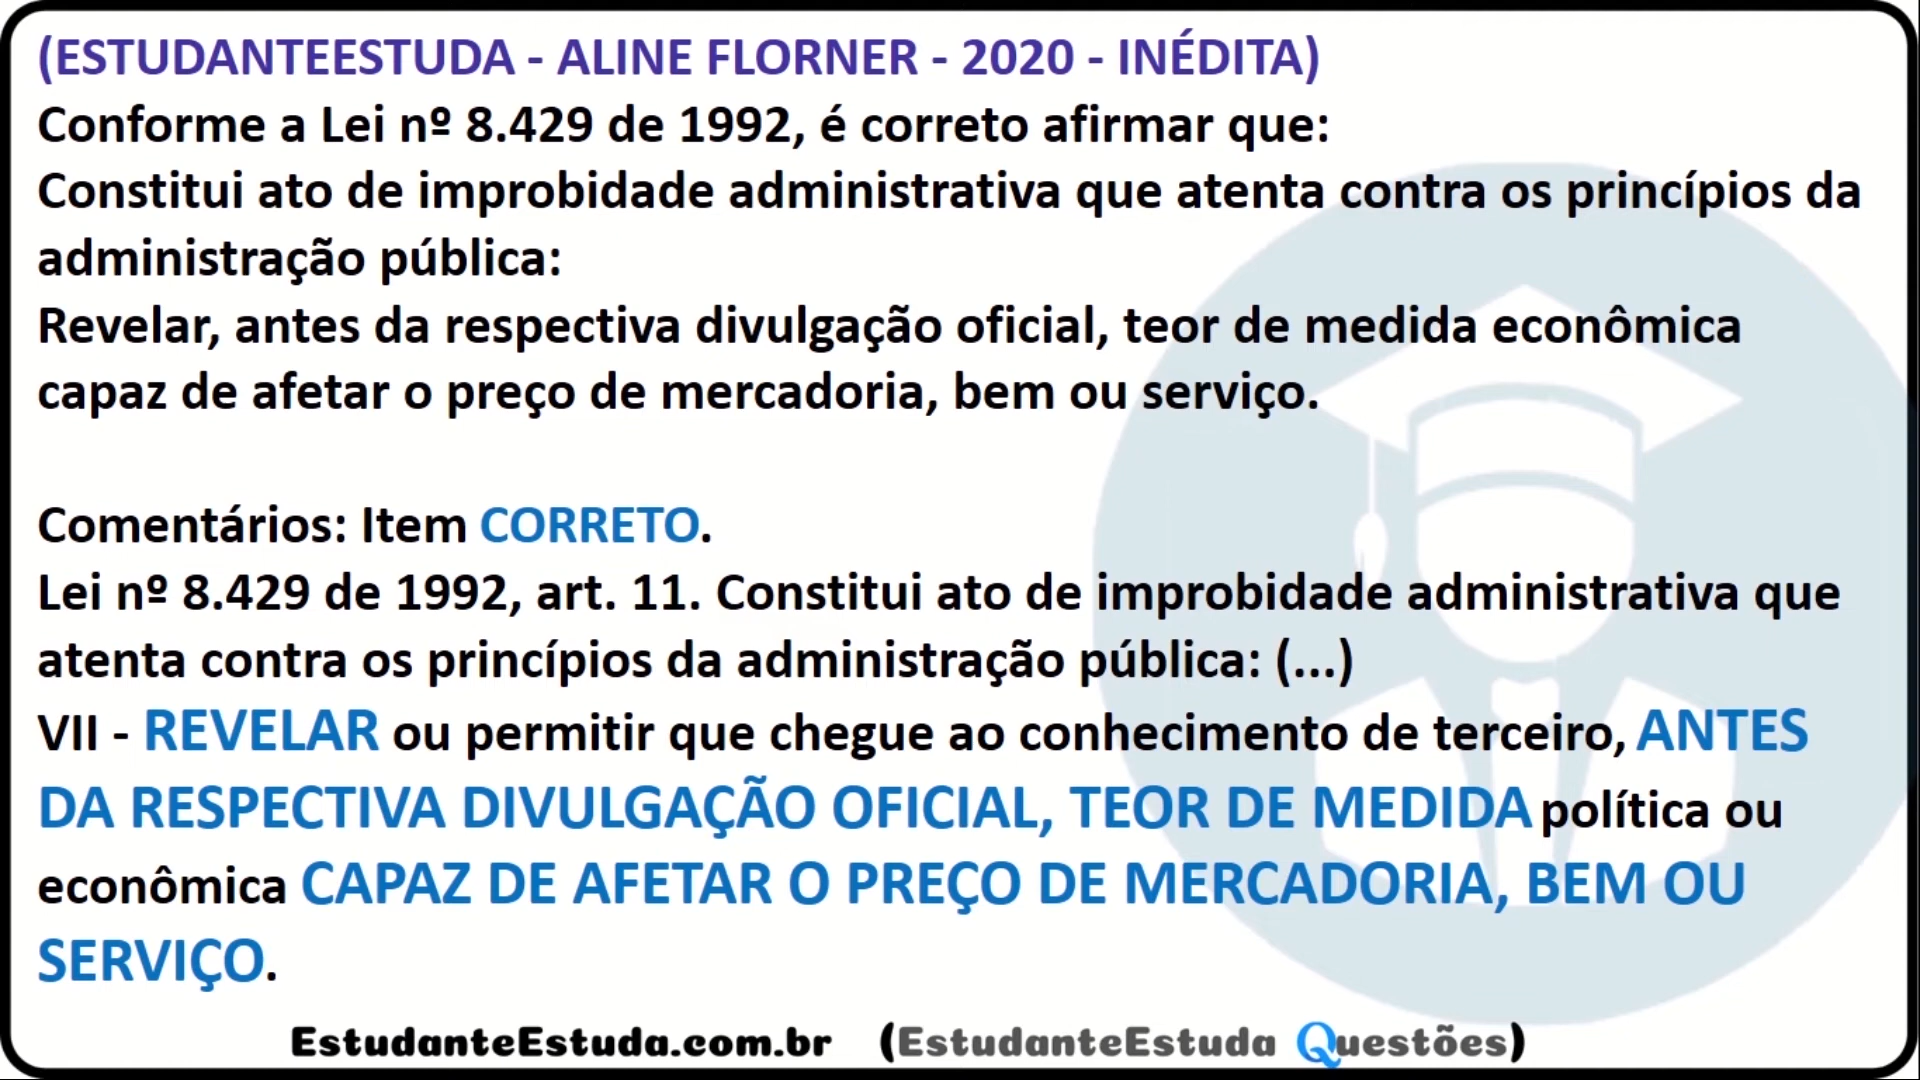 (ESTUDANTEESTUDA - ALINE FLORNER - 2020 - INÉDITA)
Conforme a Lei nº 8.429 de 1992, é correto afirmar que:
Constitui ato de improbidade administrativa que atenta contra os princípios da
administração pública:
Revelar, antes da respectiva divulgação oficial, teor de medida econômica
capaz de afetar o preço de mercadoria, bem ou serviço.
Comentários: Item CORRETO.
Lei nº 8.429 de 1992, art. 11. Constitui ato de improbidade administrativa que
atenta contra os princípios da administração pública: (...)
VII - REVELAR ou permitir que chegue ao conhecimento de terceiro, ANTES
DA RESPECTIVA DIVULGAÇÃO OFICIAL, TEOR DE MEDIDA política ou
econômica CAPAZ DE AFETAR O PREÇO DE MERCADORIA, BEM OU
SERVIÇO.
EstudanteEstuda.com.br (EstudanteEstuda Questões)